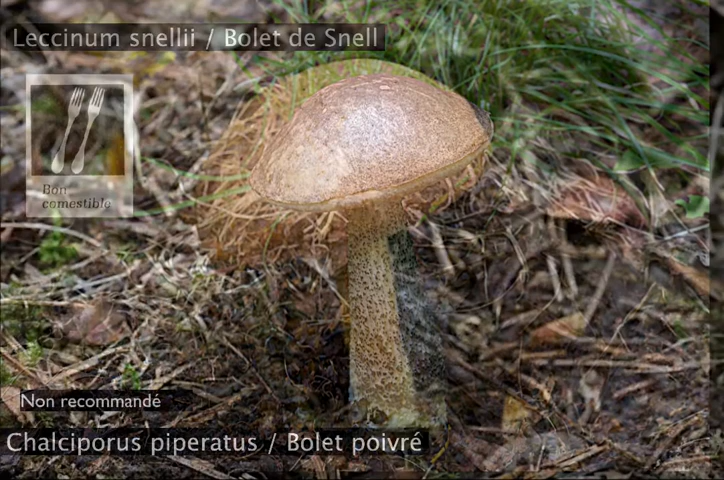 Leccinum snellii / Bolet de Snell
Bon
comestible
Non recommandé
Chalciporus piperatus / Bolet poivré